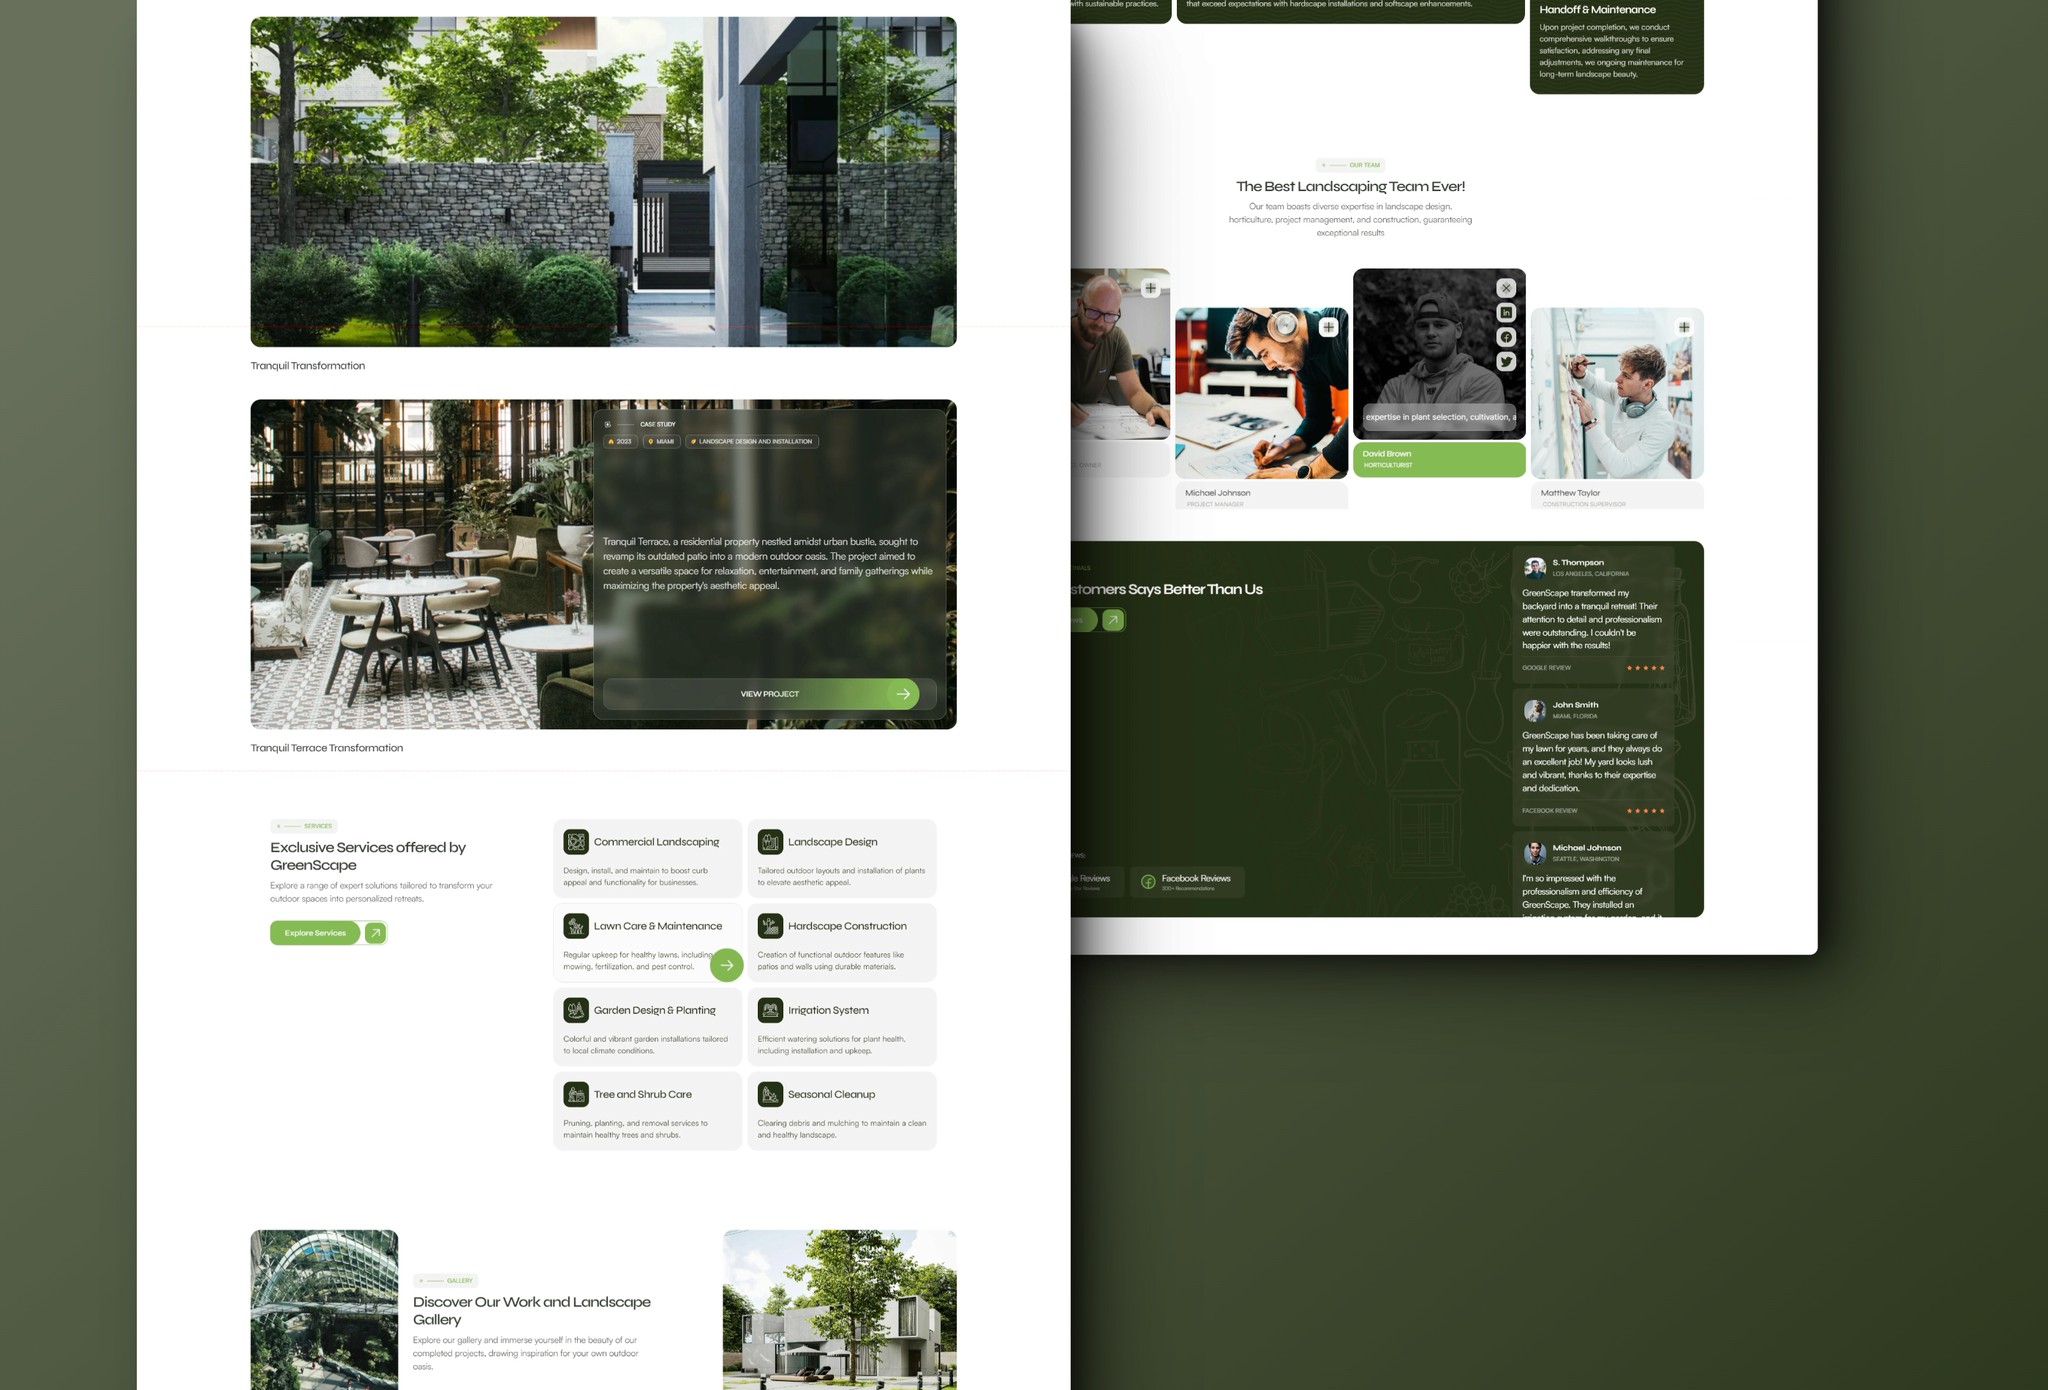 Tranquil Transformation
CASE STUDY
2023
MIAMI
LANDSCAPE DESIGN AND INSTALLATION
Tranquil Terrace, a residential property nestled amidst urban bustle, sought to
revamp its outdated patio into a modern outdoor oasis. The project aimed to
create a versatile space for relaxation, entertainment, and family gatherings while
maximizing the property's aesthetic appeal.
VIEW PROJECT
Tranquil Terrace Transformation
SERVICES
Exclusive Services offered by
GreenScape
Explore a range of expert solutions tailored to transform your
outdoor spaces into personalized retreats.
Explore Services
Commercial Landscaping
Design, install, and maintain to boost curb
appeal and functionality for businesses.
Landscape Design
Tailored outdoor layouts and installation of plants
to elevate aesthetic appeal.
Lawn Care & Maintenance
Regular upkeep for healthy lawns, including
mowing, fertilization, and pest control.
Hardscape Construction
Creation of functional outdoor features like
patios and walls using durable materials.
Garden Design & Planting
Colorful and vibrant garden installations tailored
to local climate conditions.
Irrigation System
Efficient watering solutions for plant health,
including installation and upkeep.
Tree and Shrub Care
Pruning, planting, and removal services to
maintain healthy trees and shrubs.
Seasonal Cleanup
Clearing debris and mulching to maintain a clean
and healthy landscape.
GALLERY
Discover Our Work and Landscape
Gallery
Explore our gallery and immerse yourself in the beauty of our
completed projects, drawing inspiration for your own outdoor
oasis.
with sustainable practices.
that exceed expectations with hardscape installations and softscape enhancements.
Handoff & Maintenance
Upon project completion, we conduct
comprehensive walkthroughs to ensure
satisfaction, addressing any final
adjustments, we ongoing maintenance for
long-term landscape beauty.
OUR TEAM
The Best Landscaping Team Ever!
Our team boasts diverse expertise in landscape design,
horticulture, project management, and construction, guaranteeing
exceptional results
OWNER
Michael Johnson
PROJECT MANAGER
expertise in plant selection, cultivation, a
David Brown
HORTICULTURIST
Matthew Taylor
CONSTRUCTION SUPERVISOR
stomers Says Better Than Us
le Reviews
Facebook Reviews
300+ Recommendations
S. Thompson
LOS ANGELES, CALIFORNIA
GreenScape transformed my
backyard into a tranquil retreat! Their
attention to detail and professionalism
were outstanding. I couldn't be
happier with the results!
GOOGLE REVIEW
John Smith
MIAMI, FLORIDA
GreenScape has been taking care of
my lawn for years, and they always do
an excellent job! My yard looks lush
and vibrant, thanks to their expertise
and dedication.
FACEBOOK REVIEW
Michael Johnson
SEATTLE, WASHINGTON
I'm so impressed with the
professionalism and efficiency of
GreenScape. They installed an
irrigation system for my garden, and it